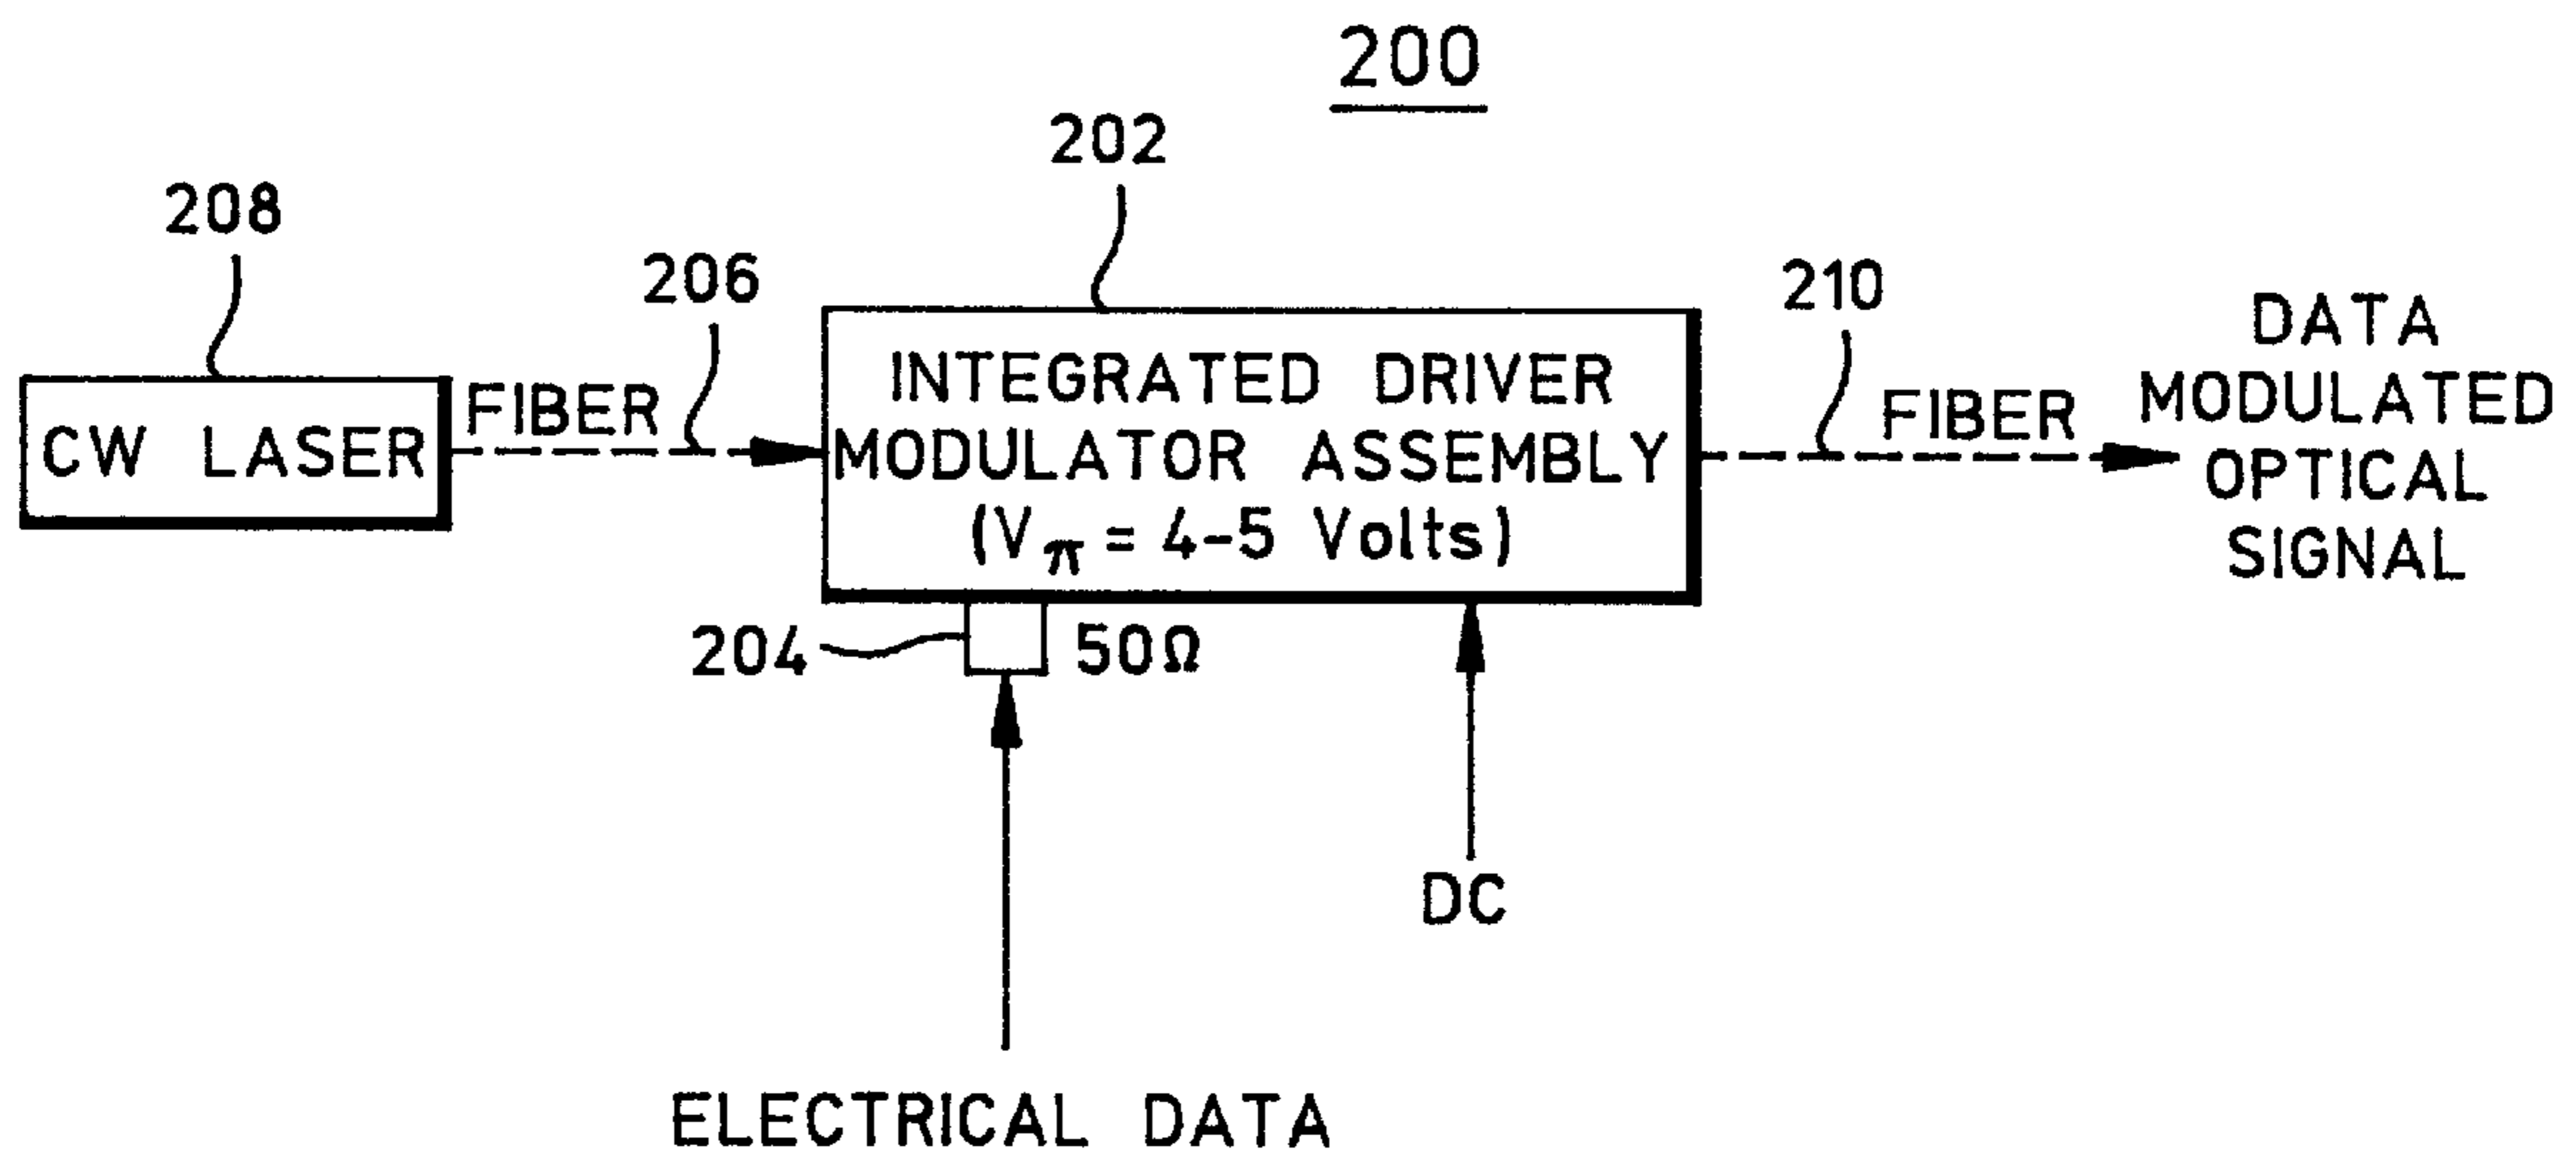 200
202
208
206
210
CW LASER
FIBER
INTEGRATED DRIVER
MODULATOR ASSEMBLY
(Vπ = 4-5 Volts)
FIBER
DATA
MODULATED
OPTICAL
SIGNAL
204
50Ω
DC
ELECTRICAL DATA